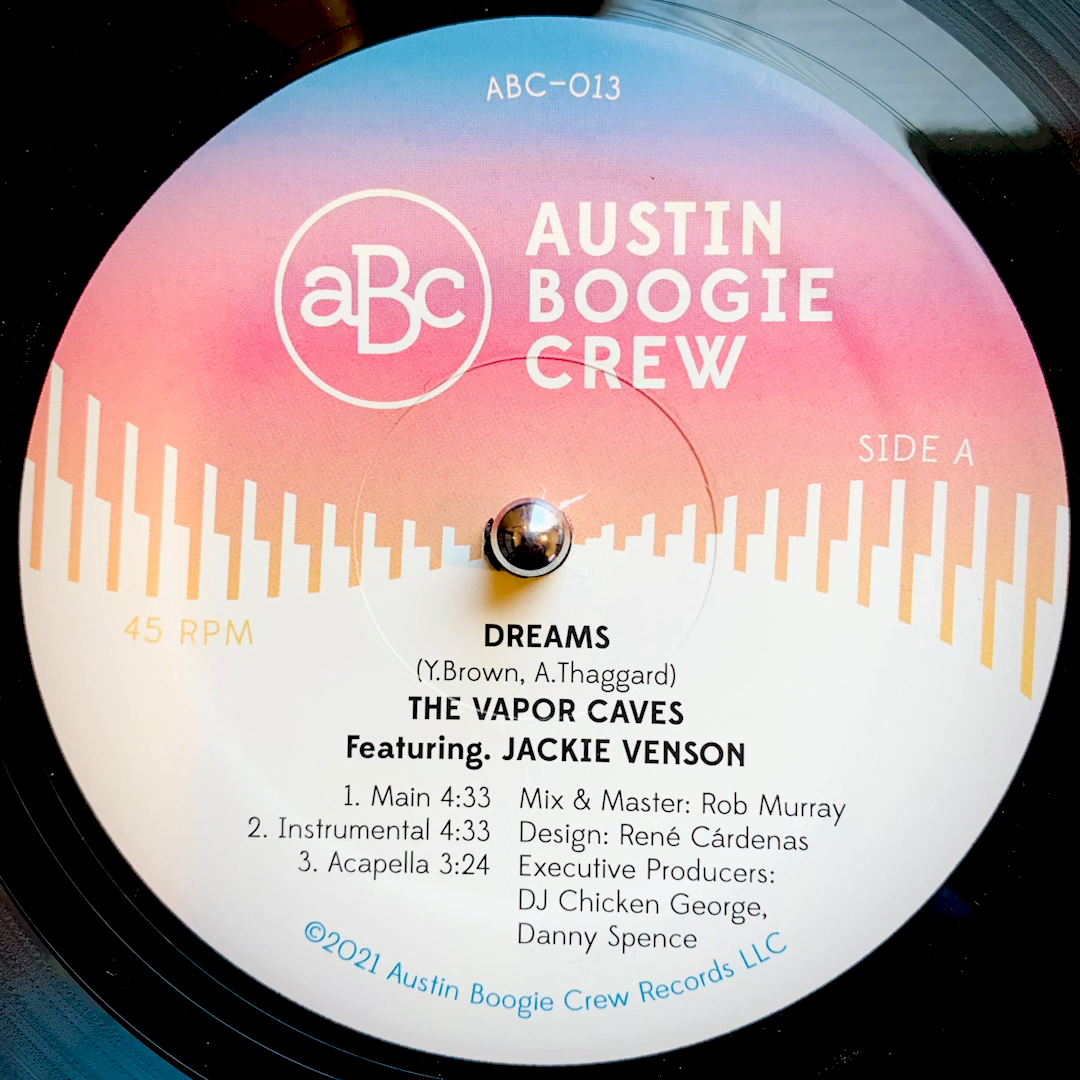 ABC-013
aBc
AUSTIN
BOOGIE
CREW
SIDE A
45 RPM
DREAMS
(Y.Brown, A.Thaggard)
THE VAPOR CAVES
Featuring. JACKIE VENSON
1. Main 4:33
2. Instrumental 4:33
3. Acapella 3:24
Mix & Master: Rob Murray
Design: René Cárdenas
Executive Producers:
DJ Chicken George,
Danny Spence
©2021 Austin Boogie Crew Records LLC